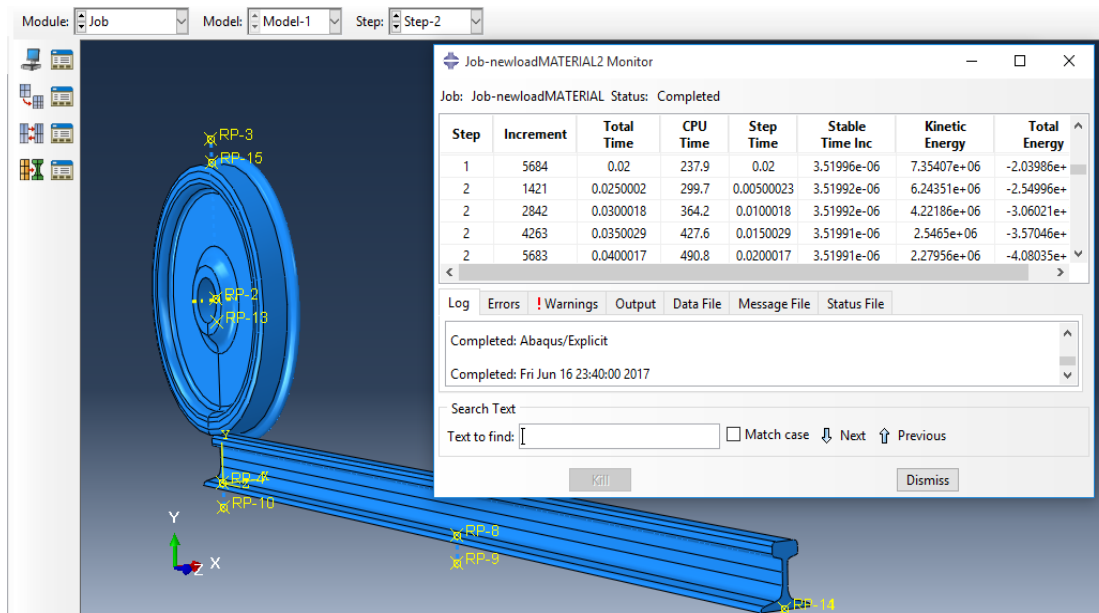 Module: Job Model: Model-1 Step: Step-2
Job-newloadMATERIAL2 Monitor
Job: Job-newloadMATERIAL Status: Completed
Step Increment Total Time CPU Time Step Time Stable Time Inc Kinetic Energy Total Energy
1 5684 0.02 237.9 0.02 3.51996e-06 7.35407e+06 -2.03986e+
2 1421 0.0250002 299.7 0.00500023 3.51992e-06 6.24351e+06 -2.54996e+
2 2842 0.0300018 364.2 0.0100018 3.51992e-06 4.22186e+06 -3.06021e+
2 4263 0.0350029 427.6 0.0150029 3.51991e-06 2.5465e+06 -3.57046e+
2 5683 0.0400017 490.8 0.0200017 3.51991e-06 2.27956e+06 -4.08035e+
Log Errors ! Warnings Output Data File Message File Status File
Completed: Abaqus/Explicit
Completed: Fri Jun 16 23:40:00 2017
Search Text
Text to find: Match case Next Previous
Kill Dismiss
RP-3
RP-15
RP-2
RP-13
Y
RP-4
Z
RP-10
RP-8
RP-9
RP-14
Y
Z X